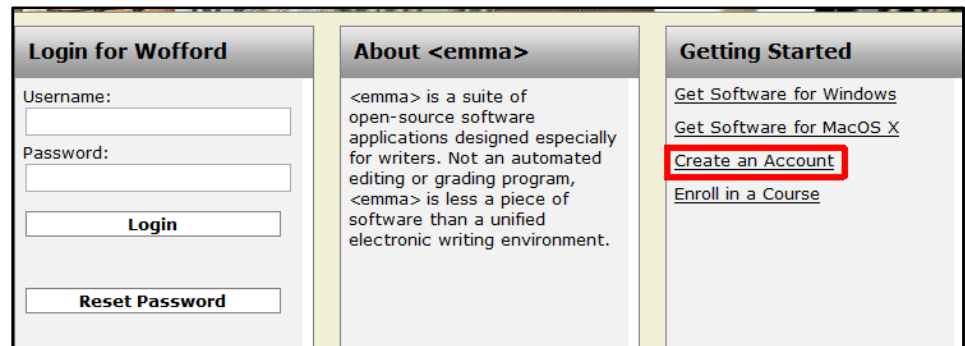 Login for Wofford
Username:
Password:
Login
Reset Password
About <emma>
<emma> is a suite of
open-source software
applications designed especially
for writers. Not an automated
editing or grading program,
<emma> is less a piece of
software than a unified
electronic writing environment.
Getting Started
Get Software for Windows
Get Software for MacOS X
Create an Account
Enroll in a Course